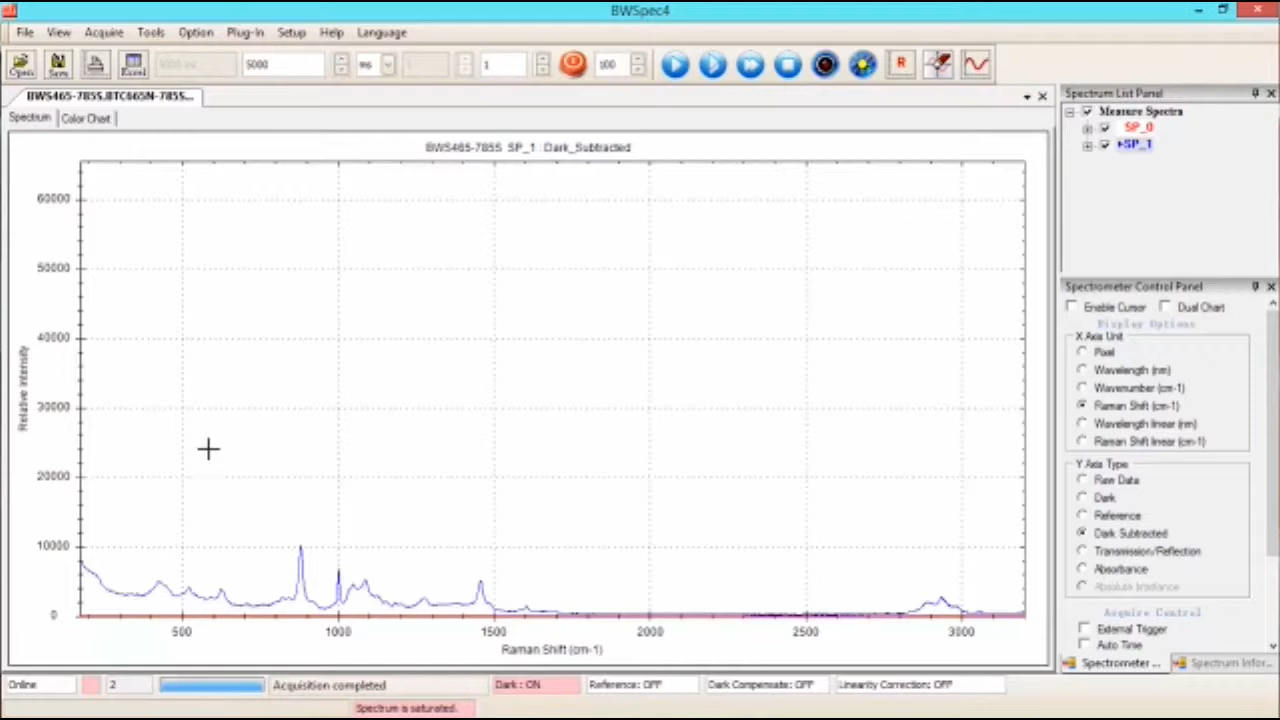 BWSpec4
File View Acquire Tools Option Plug-In Setup Help Language
Open Save Excel 5000 ms 1 100 R
BWS465-785S,BTC665N-785S...
Spectrum Color Chart
BWS465-785S SP_1 : Dark_Subtracted
60000
50000
40000
30000
20000
10000
0
Relative Intensity
500 1000 1500 2000 2500 3000
Raman Shift (cm-1)
Spectrum List Panel
Measure Spectra
SP_0
+SP_1
Spectrometer Control Panel
Enable Cursor Dual Chart
Display Options
X Axis Unit
Pixel
Wavelength (nm)
Wavenumber (cm-1)
Raman Shift (cm-1)
Wavelength linear (nm)
Raman Shift linear (cm-1)
Y Axis Type
Raw Data
Dark
Reference
Dark Subtracted
Transmission/Reflection
Absorbance
Absolute Irradiance
Acquire Control
External Trigger
Auto Time
Spectrometer ... Spectrum Infor...
Online 2 Acquisition completed Dark : ON Reference: OFF Dark Compensate: OFF Linearity Correction: OFF
Spectrum is saturated.